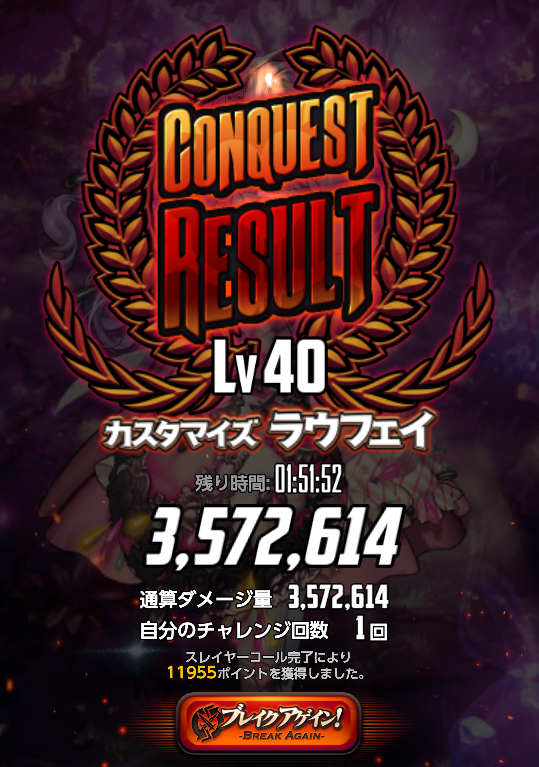 CONQUEST
RESULT
Lv40
カスタマイズ ラウフェイ
残り時間: 01:51:52
3,572,614
通算ダメージ量 3,572,614
自分のチャレンジ回数 1回
スレイヤーコール完了により
11955ポイントを獲得しました。
ブレイクアゲイン!
-BREAK AGAIN-